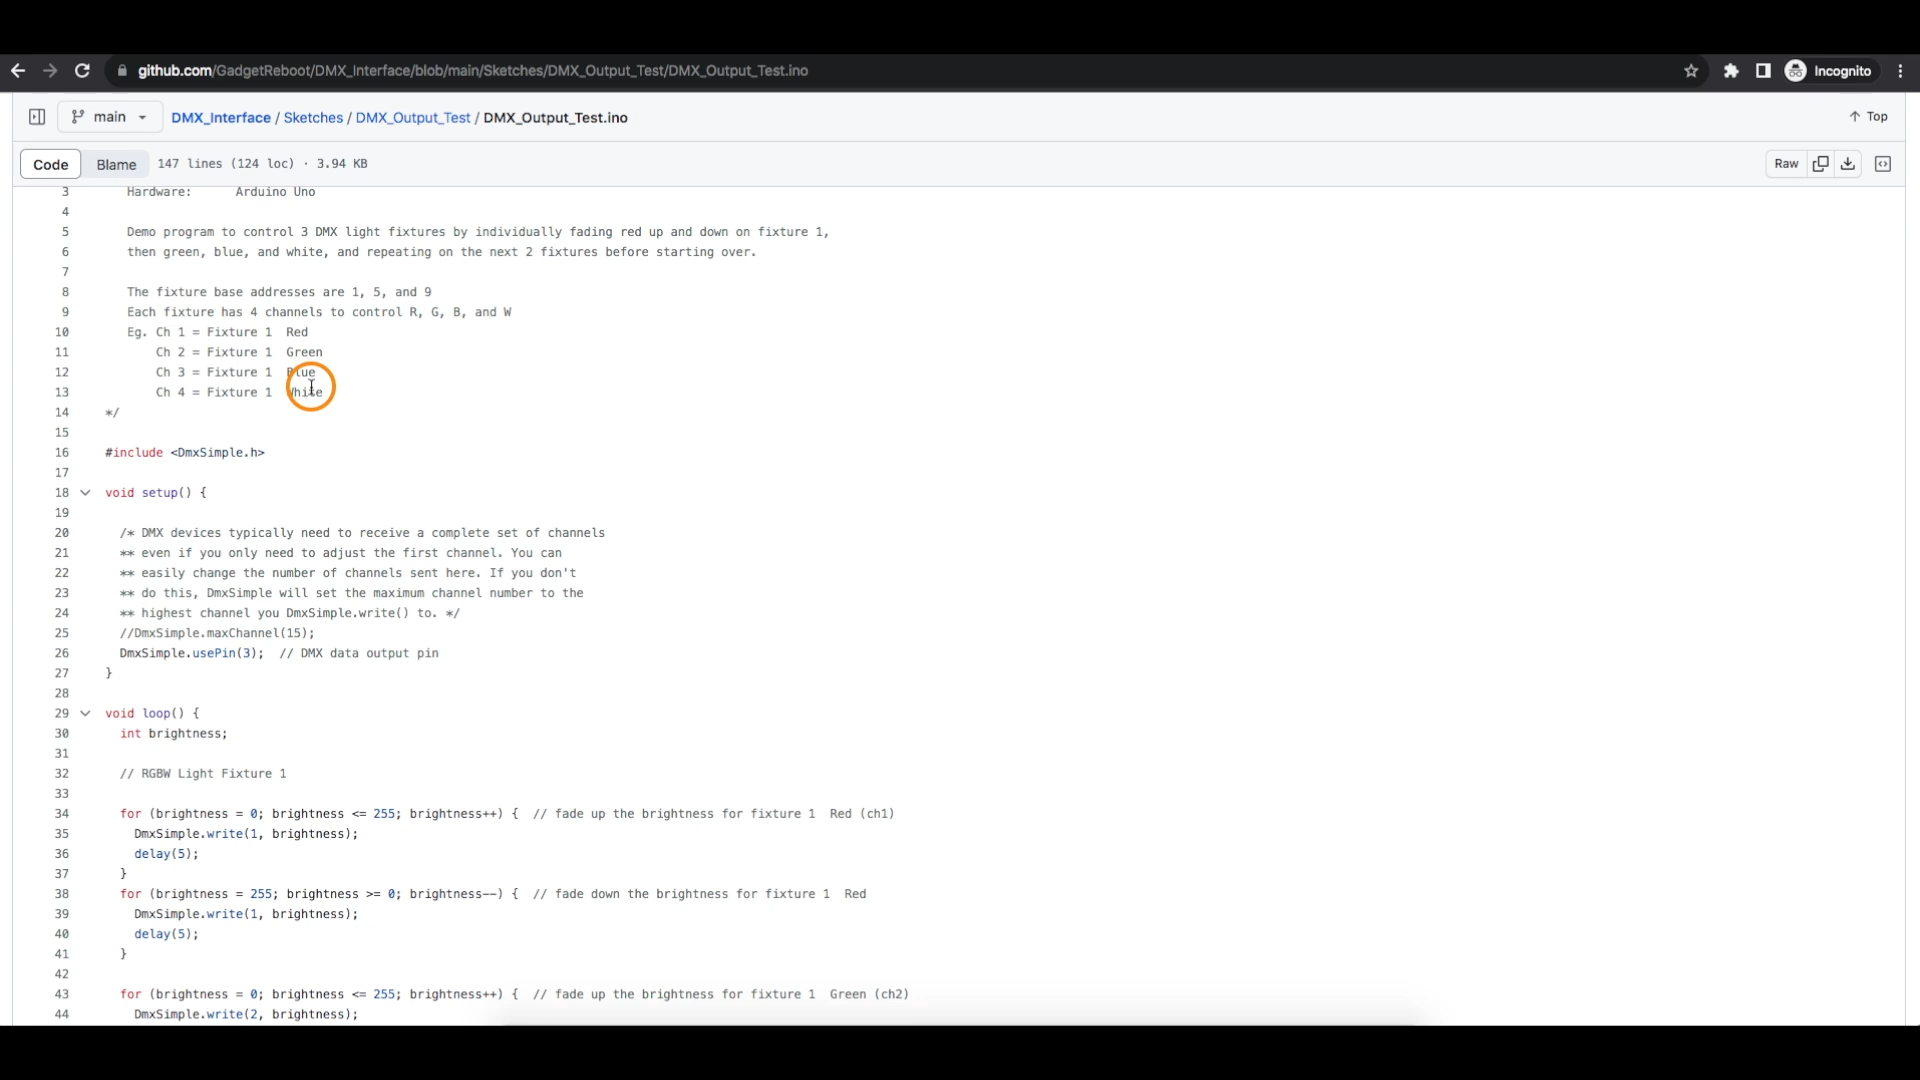 github.com/GadgetReboot/DMX_Interface/blob/main/Sketches/DMX_Output_Test/DMX_Output_Test.ino
Incognito
main
DMX_Interface / Sketches / DMX_Output_Test / DMX_Output_Test.ino
Top
Code Blame 147 lines (124 loc) · 3.94 KB
Raw
3 Hardware: Arduino Uno
4
5 Demo program to control 3 DMX light fixtures by individually fading red up and down on fixture 1,
6 then green, blue, and white, and repeating on the next 2 fixtures before starting over.
7
8 The fixture base addresses are 1, 5, and 9
9 Each fixture has 4 channels to control R, G, B, and W
10 Eg. Ch 1 = Fixture 1 Red
11 Ch 2 = Fixture 1 Green
12 Ch 3 = Fixture 1 Blue
13 Ch 4 = Fixture 1 White
14 */
15
16 #include <DmxSimple.h>
17
18 void setup() {
19
20 /* DMX devices typically need to receive a complete set of channels
21 ** even if you only need to adjust the first channel. You can
22 ** easily change the number of channels sent here. If you don't
23 ** do this, DmxSimple will set the maximum channel number to the
24 ** highest channel you DmxSimple.write() to. */
25 //DmxSimple.maxChannel(15);
26 DmxSimple.usePin(3); // DMX data output pin
27 }
28
29 void loop() {
30 int brightness;
31
32 // RGBW Light Fixture 1
33
34 for (brightness = 0; brightness <= 255; brightness++) { // fade up the brightness for fixture 1 Red (ch1)
35 DmxSimple.write(1, brightness);
36 delay(5);
37 }
38 for (brightness = 255; brightness >= 0; brightness--) { // fade down the brightness for fixture 1 Red
39 DmxSimple.write(1, brightness);
40 delay(5);
41 }
42
43 for (brightness = 0; brightness <= 255; brightness++) { // fade up the brightness for fixture 1 Green (ch2)
44 DmxSimple.write(2, brightness);